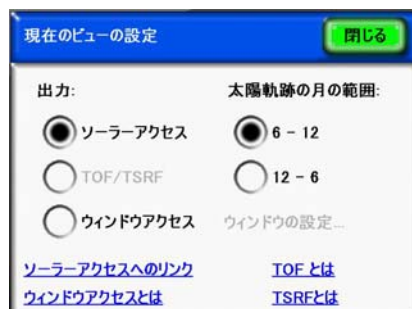 現在のビューの設定
閉じる
出力:
太陽軌跡の月の範囲:
ソーラーアクセス
6 - 12
TOF/TSRF
12 - 6
ウィンドウアクセス
ウィンドウの設定...
ソーラーアクセスへのリンク
TOF とは
ウィンドウアクセスとは
TSRFとは